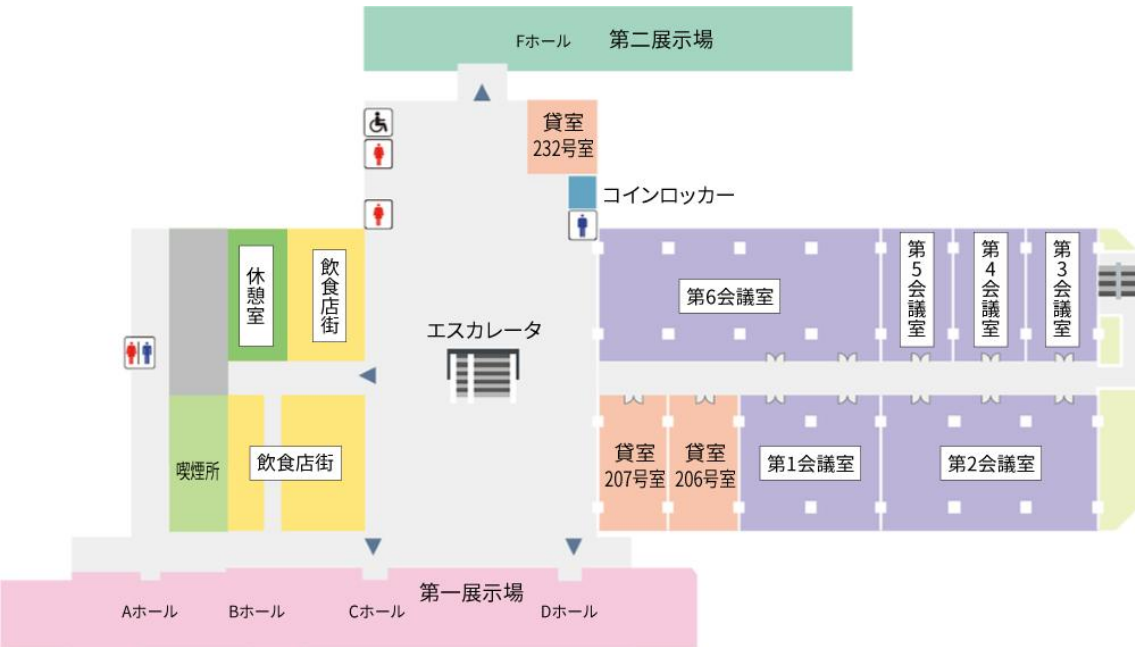 Fホール 第二展示場
貸室
232号室
コインロッカー
休憩室
飲食店街
エスカレータ
第6会議室
第5会議室
第4会議室
第3会議室
喫煙所
飲食店街
貸室
207号室
貸室
206号室
第1会議室
第2会議室
第一展示場
Aホール
Bホール
Cホール
Dホール